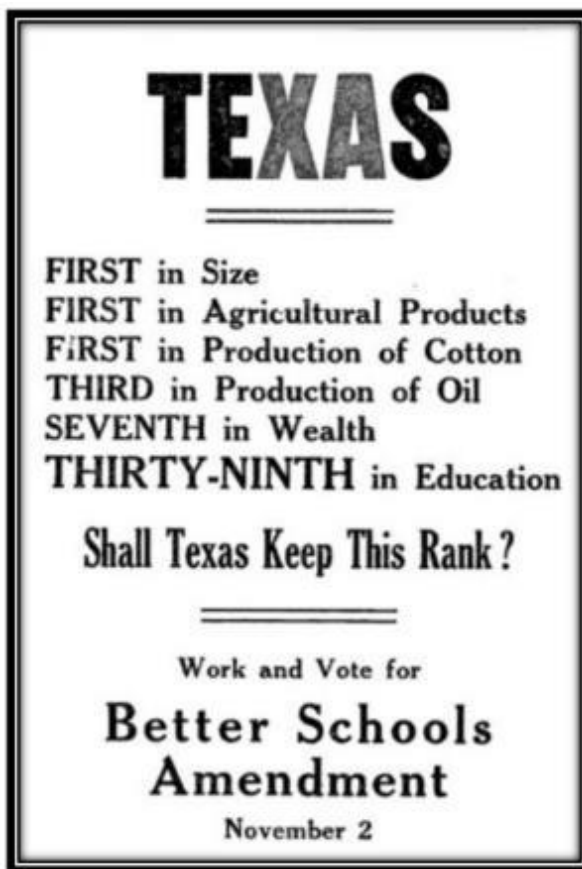 TEXAS
FIRST in Size
FIRST in Agricultural Products
FIRST in Production of Cotton
THIRD in Production of Oil
SEVENTH in Wealth
THIRTY-NINTH in Education
Shall Texas Keep This Rank?
Work and Vote for
Better Schools
Amendment
November 2